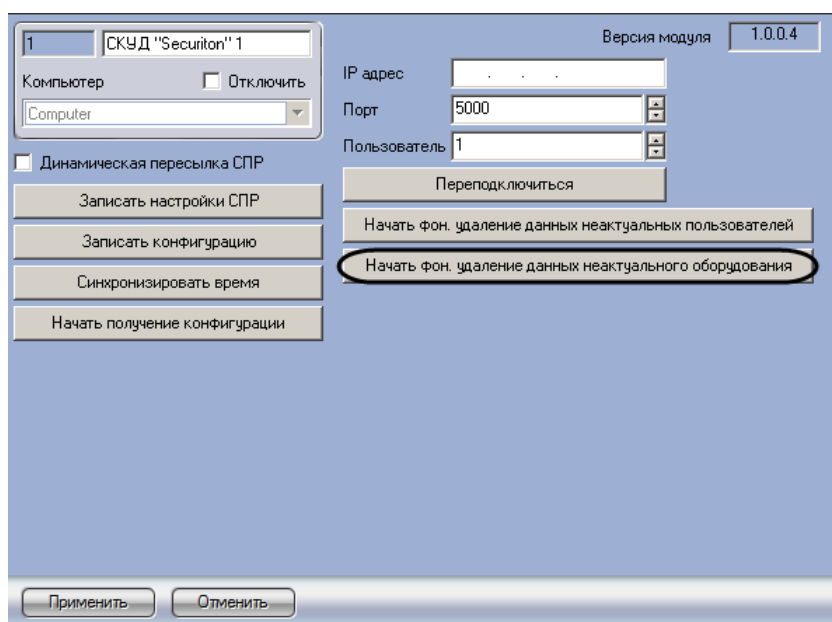 1
СКУД "Securiton" 1
Компьютер
Отключить
Computer
Динамическая пересылка СПР
Записать настройки СПР
Записать конфигурацию
Синхронизировать время
Начать получение конфигурации
Версия модуля
1.0.0.4
IP адрес
. . .
Порт
5000
Пользователь
1
Переподключиться
Начать фон. удаление данных неактуальных пользователей
Начать фон. удаление данных неактуального оборудования
Применить
Отменить